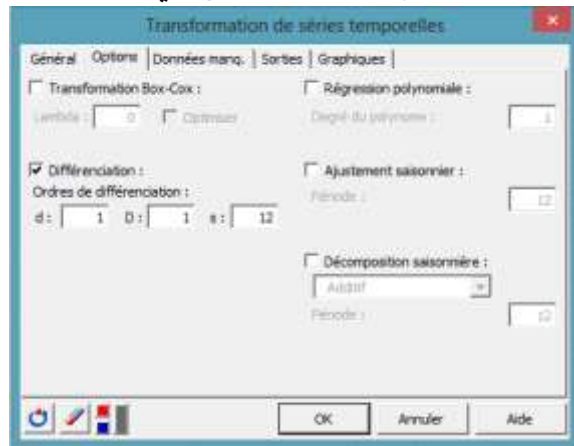 Transformation de séries temporelles
Général Options Données manq. Sorties Graphiques
Transformation Box-Cox :
Lambda : 0 Optimiser
Différenciation :
Ordres de différenciation :
d : 1 D : 1 s : 12
Régression polynomiale :
Degré du polynome : 1
Ajustement saisonnier :
Période : 12
Décomposition saisonnière :
Additif
Période : 12
OK Annuler Aide